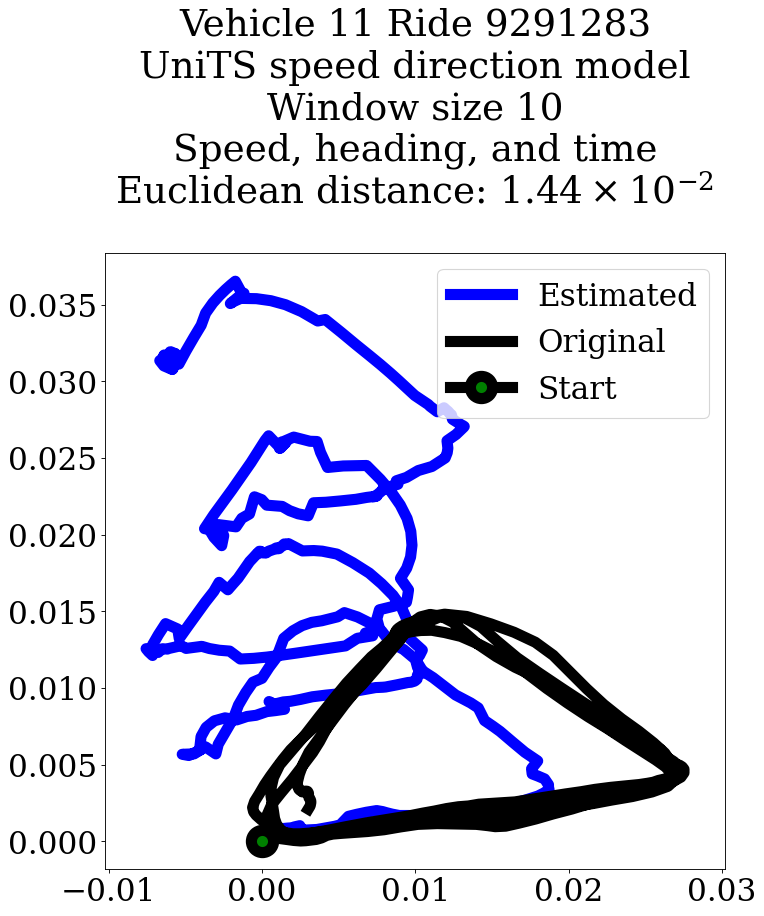 Vehicle 11 Ride 9291283
UniTS speed direction model
Window size 10
Speed, heading, and time
Euclidean distance: 1.44 × 10⁻²
Estimated
Original
Start
0.035
0.030
0.025
0.020
0.015
0.010
0.005
0.000
−0.01 0.00 0.01 0.02 0.03